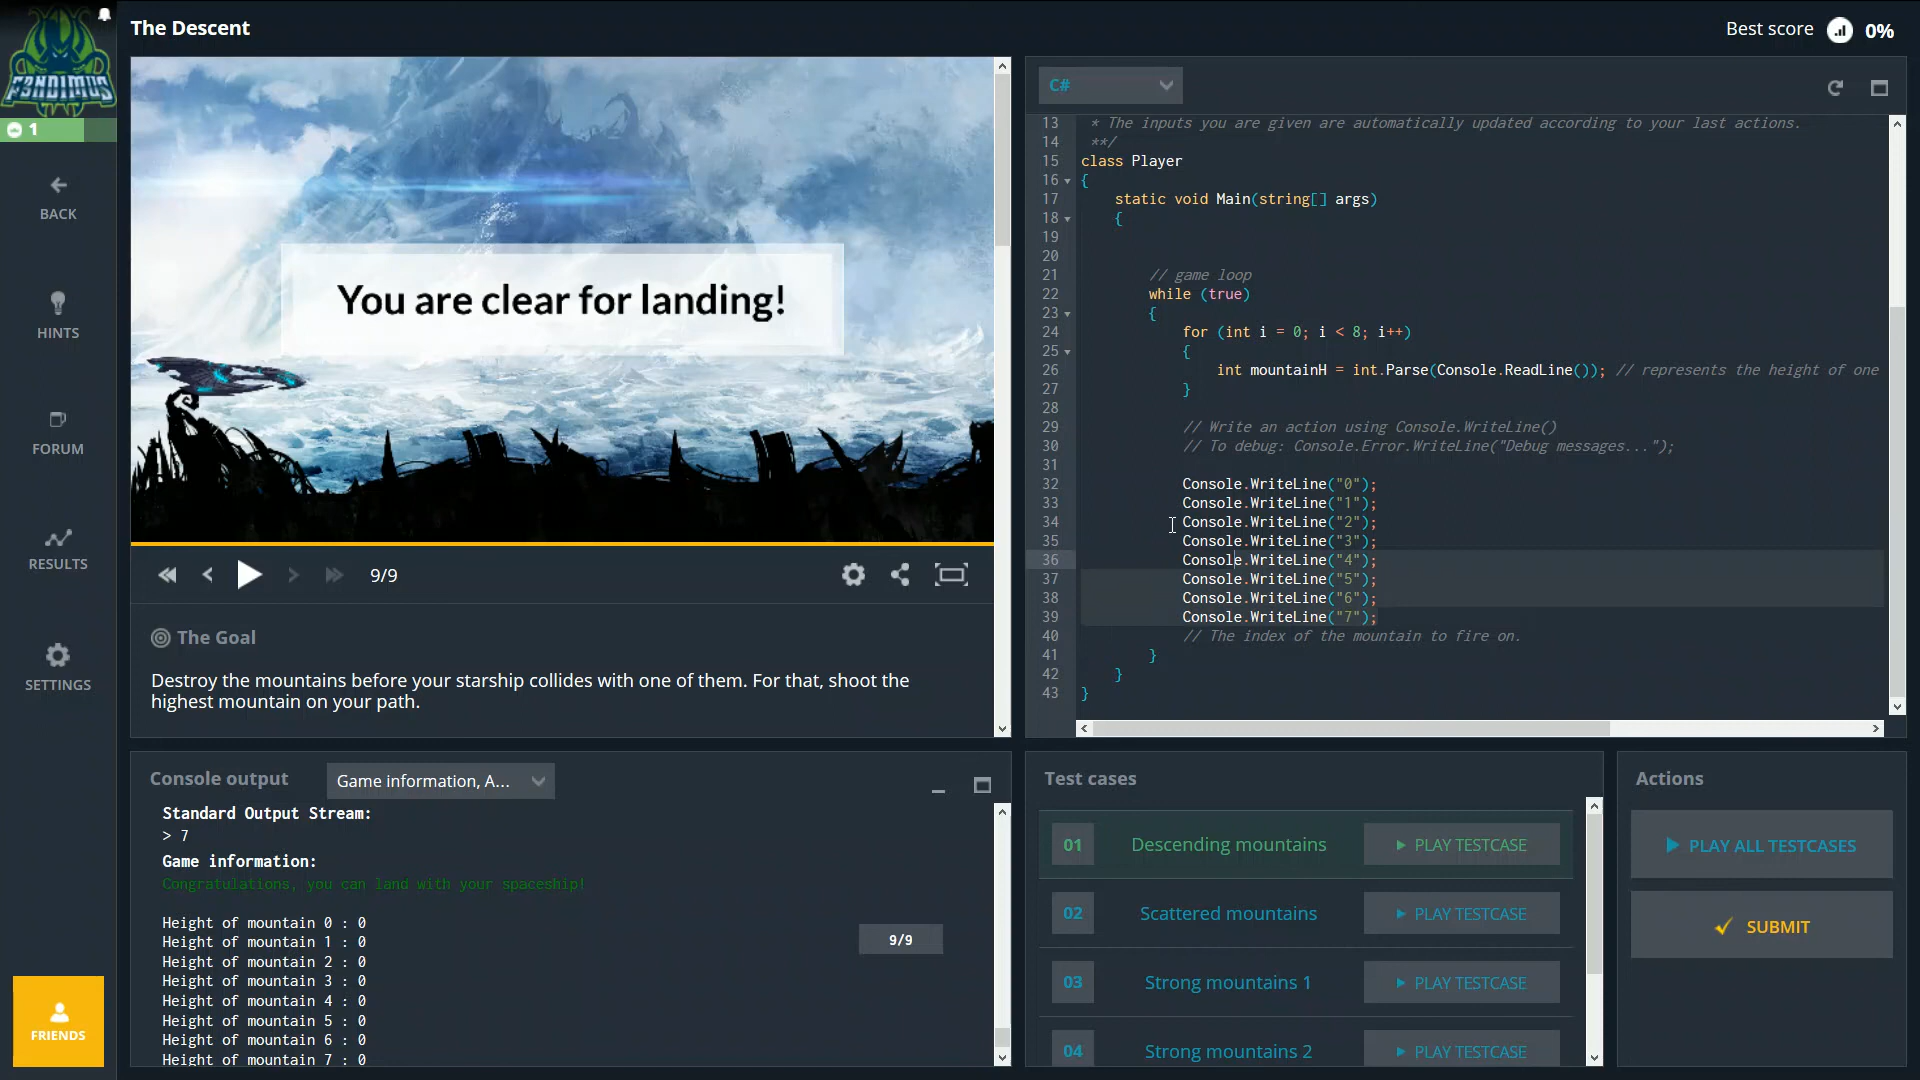 The Descent
Best score 0%
F3NDIMUS
1
BACK
HINTS
FORUM
RESULTS
SETTINGS
FRIENDS
You are clear for landing!
9/9
The Goal
Destroy the mountains before your starship collides with one of them. For that, shoot the
highest mountain on your path.
C#
13 * The inputs you are given are automatically updated according to your last actions.
14 **/
15 class Player
16 {
17 static void Main(string[] args)
18 {
19
20
21 // game loop
22 while (true)
23 {
24 for (int i = 0; i < 8; i++)
25 {
26 int mountainH = int.Parse(Console.ReadLine()); // represents the height of one
27 }
28
29 // Write an action using Console.WriteLine()
30 // To debug: Console.Error.WriteLine("Debug messages...");
31
32 Console.WriteLine("0");
33 Console.WriteLine("1");
34 Console.WriteLine("2");
35 Console.WriteLine("3");
36 Console.WriteLine("4");
37 Console.WriteLine("5");
38 Console.WriteLine("6");
39 Console.WriteLine("7");
40 // The index of the mountain to fire on.
41 }
42 }
43 }
Console output
Game information, A...
Standard Output Stream:
> 7
Game information:
Congratulations, you can land with your spaceship!
Height of mountain 0 : 0
Height of mountain 1 : 0
Height of mountain 2 : 0
Height of mountain 3 : 0
Height of mountain 4 : 0
Height of mountain 5 : 0
Height of mountain 6 : 0
Height of mountain 7 : 0
9/9
Test cases
01 Descending mountains PLAY TESTCASE
02 Scattered mountains PLAY TESTCASE
03 Strong mountains 1 PLAY TESTCASE
04 Strong mountains 2 PLAY TESTCASE
Actions
PLAY ALL TESTCASES
SUBMIT